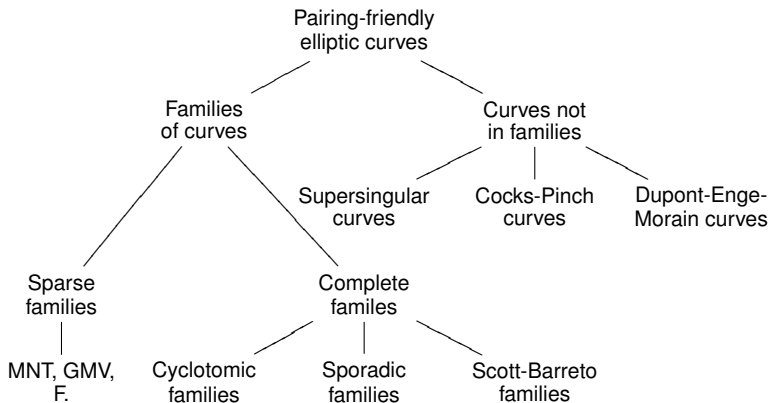 Pairing-friendly
elliptic curves
Families
of curves
Curves not
in families
Supersingular
curves
Cocks-Pinch
curves
Dupont-Enge-
Morain curves
Sparse
families
Complete
familes
MNT, GMV,
F.
Cyclotomic
families
Sporadic
families
Scott-Barreto
families